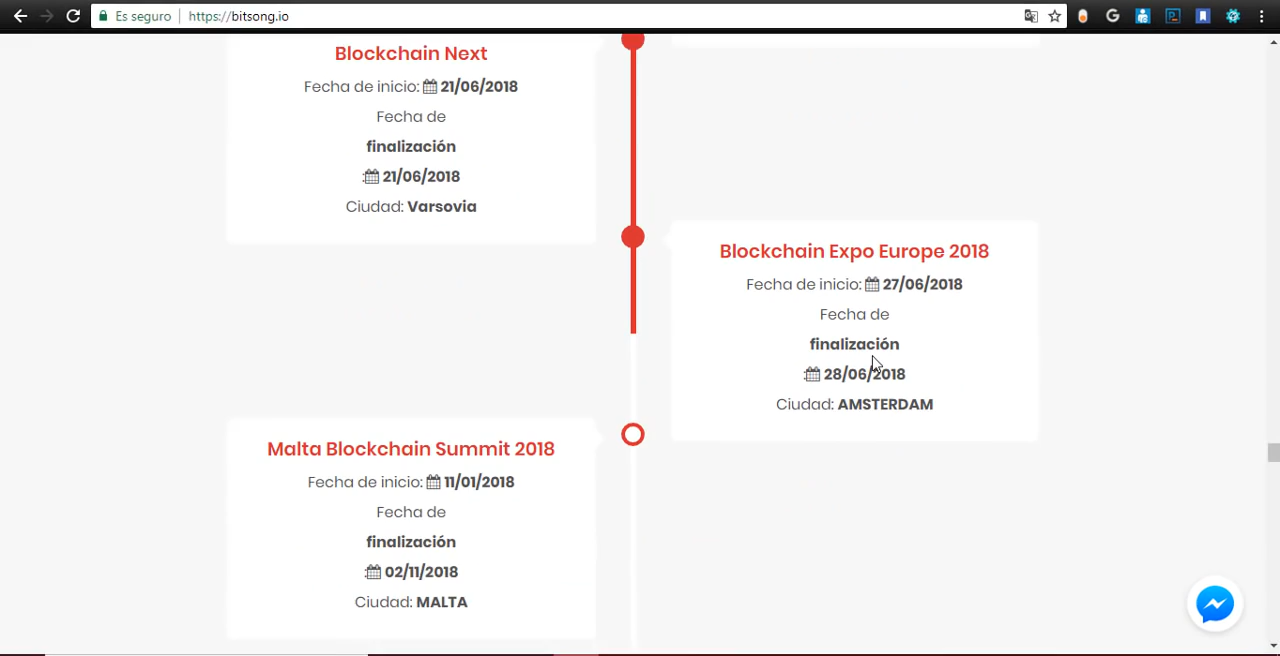 Es seguro
https://bitsong.io
Blockchain Next
Fecha de inicio: 21/06/2018
Fecha de
finalización
: 21/06/2018
Ciudad: Varsovia
Blockchain Expo Europe 2018
Fecha de inicio: 27/06/2018
Fecha de
finalización
: 28/06/2018
Ciudad: AMSTERDAM
Malta Blockchain Summit 2018
Fecha de inicio: 11/01/2018
Fecha de
finalización
: 02/11/2018
Ciudad: MALTA